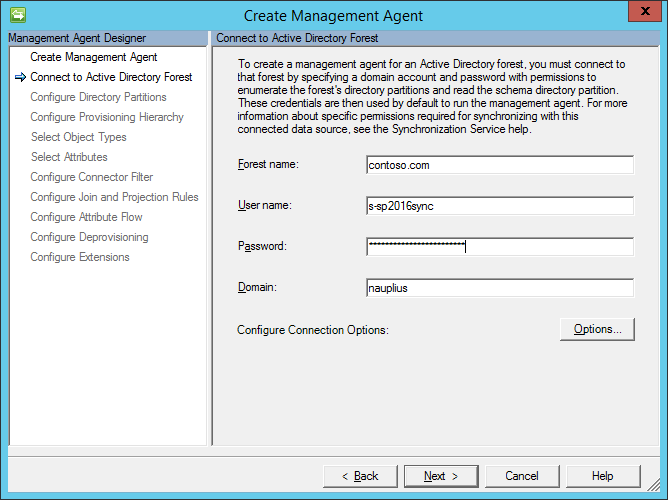 Create Management Agent
X
Management Agent Designer
Create Management Agent
Connect to Active Directory Forest
Configure Directory Partitions
Configure Provisioning Hierarchy
Select Object Types
Select Attributes
Configure Connector Filter
Configure Join and Projection Rules
Configure Attribute Flow
Configure Deprovisioning
Configure Extensions
Connect to Active Directory Forest
To create a management agent for an Active Directory forest, you must connect to
that forest by specifying a domain account and password with permissions to
enumerate the forest's directory partitions and read the schema directory partition.
These credentials are then used by default to run the management agent. For more
information about specific permissions required for synchronizing with this
connected data source, see the Synchronization Service help.
Forest name: contoso.com
User name: s-sp2016sync
Password: ************************
Domain: nauplius
Configure Connection Options: Options...
< Back Next > Cancel Help